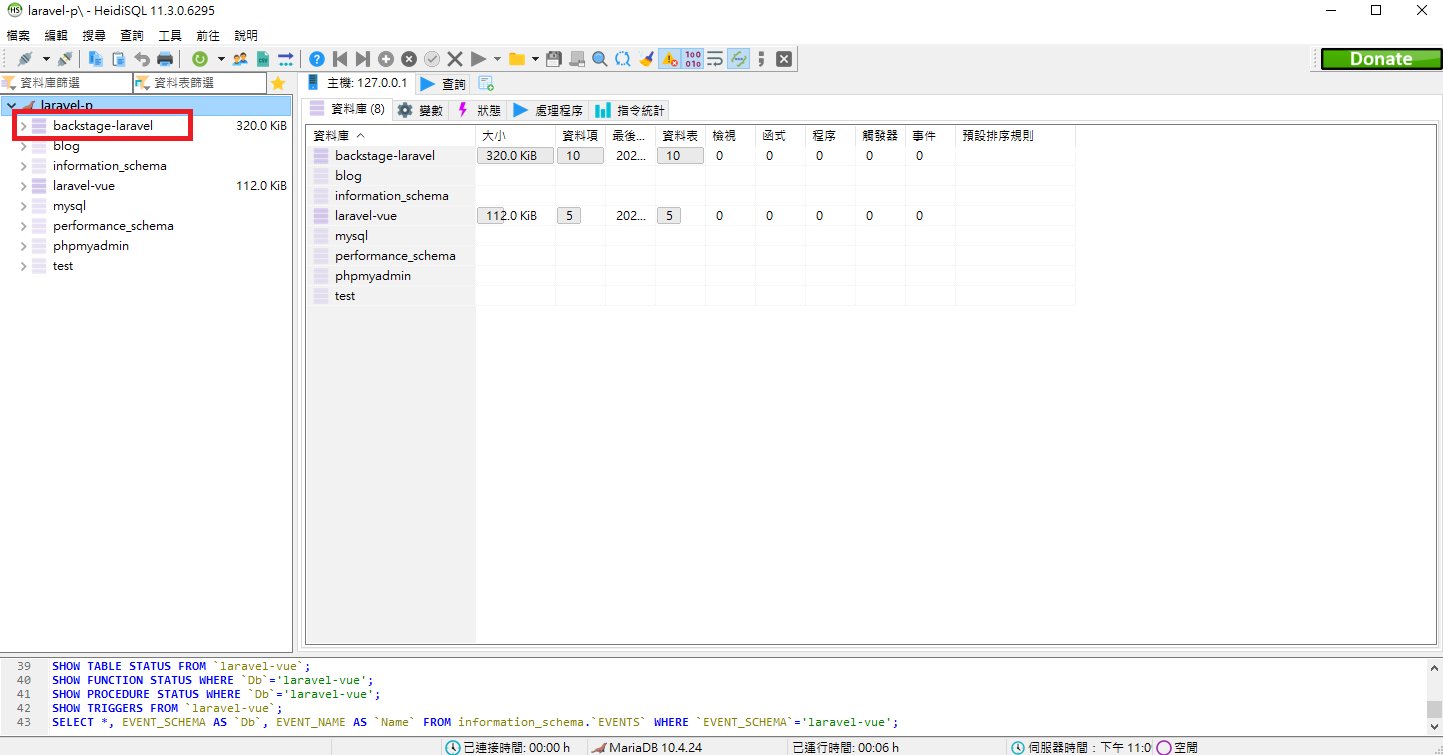 laravel-p\ - HeidiSQL 11.3.0.6295
檔案 編輯 搜尋 查詢 工具 前往 說明
Donate
資料庫篩選 資料表篩選
主機: 127.0.0.1 查詢
laravel-p
backstage-laravel 320.0 KiB
blog
information_schema
laravel-vue 112.0 KiB
mysql
performance_schema
phpmyadmin
test
資料庫 (8) 變數 狀態 處理程序 指令統計
資料庫 大小 資料項 最後... 資料表 檢視 函式 程序 觸發器 事件 預設排序規則
backstage-laravel 320.0 KiB 10 202... 10 0 0 0 0 0
blog
information_schema
laravel-vue 112.0 KiB 5 202... 5 0 0 0 0 0
mysql
performance_schema
phpmyadmin
test
39 SHOW TABLE STATUS FROM `laravel-vue`;
40 SHOW FUNCTION STATUS WHERE `Db`='laravel-vue';
41 SHOW PROCEDURE STATUS WHERE `Db`='laravel-vue';
42 SHOW TRIGGERS FROM `laravel-vue`;
43 SELECT *, EVENT_SCHEMA AS `Db`, EVENT_NAME AS `Name` FROM information_schema.`EVENTS` WHERE `EVENT_SCHEMA`='laravel-vue';
已連接時間: 00:00 h MariaDB 10.4.24 已運行時間: 00:06 h 伺服器時間：下午 11:0 空閒